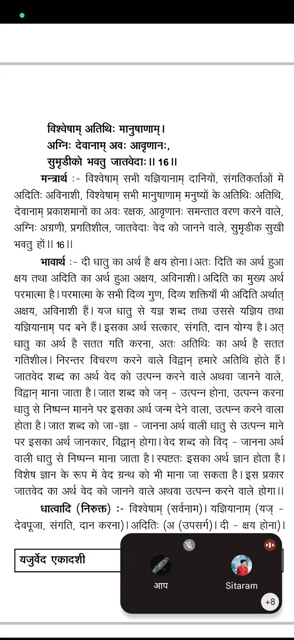 विश्वेषाम् अतिथिः मानुषाणाम्।
अग्निः देवानाम् अवः आवृणानः,
सुमृडीको भवतु जातवेदाः।। 16।।
मन्त्रार्थ :- विश्वेषाम् सभी यज्ञियानाम् दानियों, संगतिकर्ताओं में
अदितिः अविनाशी, विश्वेषाम् सभी मानुषाणाम् मनुष्यों के अतिथिः अतिथि,
देवानाम् प्रकाशमानों का अवः रक्षक, आवृणानः समन्तात वरण करने वाले,
अग्निः अग्रणी, प्रगतिशील, जातवेदाः वेद को जानने वाले, सुमृडीक सुखी
भवतु हों।। 16।।
भावार्थ :- दी धातु का अर्थ है क्षय होना। अतः दिति का अर्थ हुआ
क्षय तथा अदिति का अर्थ हुआ अक्षय, अविनाशी। अदिति का मुख्य अर्थ
परमात्मा है। परमात्मा के सभी दिव्य गुण, दिव्य शक्तियाँ भी अदिति अर्थात्
अक्षय, अविनाशी हैं। यज धातु से यज्ञ शब्द तथा उससे यज्ञिय तथा
यज्ञियानाम् पद बने हैं। इसका अर्थ सत्कार, संगति, दान योग्य है। अत्
धातु का अर्थ है सतत गति करना, अतः अतिथिः का अर्थ है सतत
गतिशील। निरन्तर विचरण करने वाले विद्वान् हमारे अतिथि होते हैं।
जातवेद शब्द का अर्थ वेद को उत्पन्न करने वाले अथवा जानने वाले,
विद्वान् माना जाता है। जात शब्द को जन् - उत्पन्न होना, उत्पन्न करना
धातु से निष्पन्न मानने पर इसका अर्थ जन्म देने वाला, उत्पन्न करने वाला
होता है। जात शब्द को जा-ज्ञा - जानना अर्थ वाली धातु से उत्पन्न माने
पर इसका अर्थ जानकार, विद्वान् होगा। वेद शब्द को विद् - जानना अर्थ
वाली धातु से निष्पन्न माना जाता है। स्पष्टतः इसका अर्थ ज्ञान होता है।
विशेष ज्ञान के रूप में वेद ग्रन्थ को भी माना जा सकता है। इस प्रकार
जातवेद का अर्थ वेद को जानने वाले अथवा उत्पन्न करने वाले होगा।।
धात्वादि (निरुक्त) :- विश्वेषाम् (सर्वनाम)। यज्ञियानाम् (यज् -
देवपूजा, संगति, दान करना)। अदितिः (अ (उपसर्ग)। दी - क्षय होना)।
यजुर्वेद एकादशी
आप
Sitaram
+8